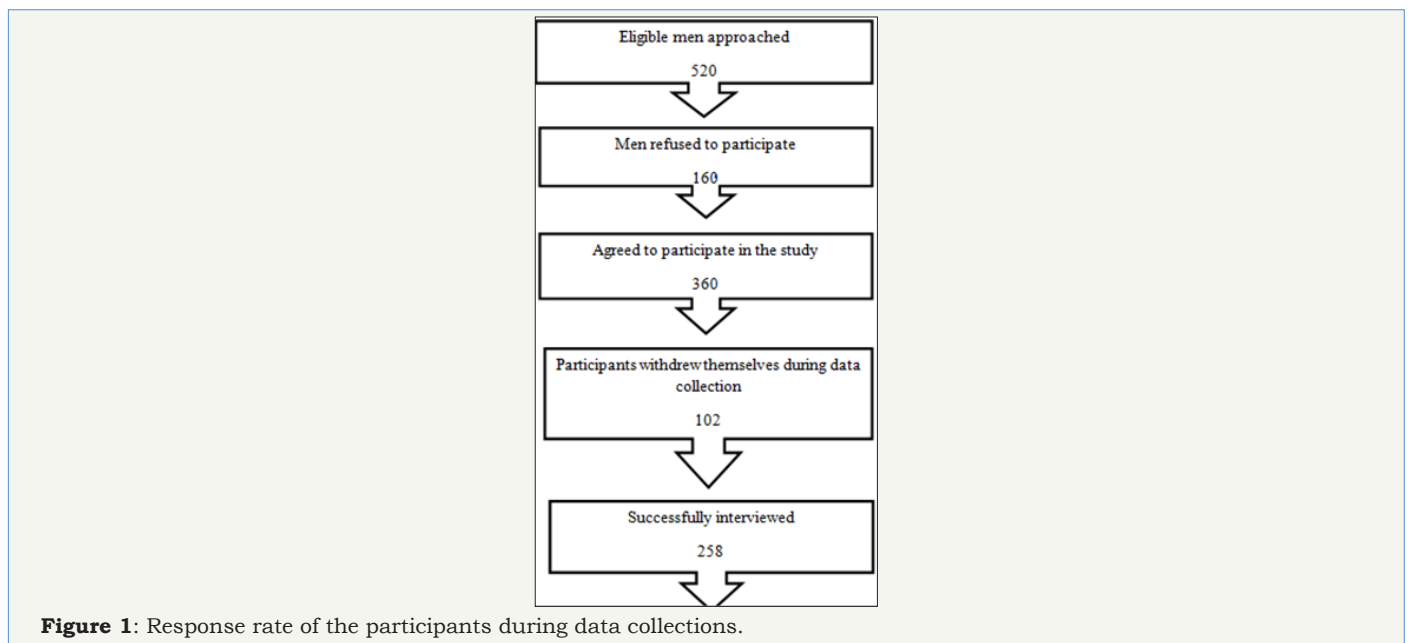 Eligible men approached
520
Men refused to participate
160
Agreed to participate in the study
360
Participants withdrew themselves during data
collection
102
Successfully interviewed
258
Figure 1: Response rate of the participants during data collections.